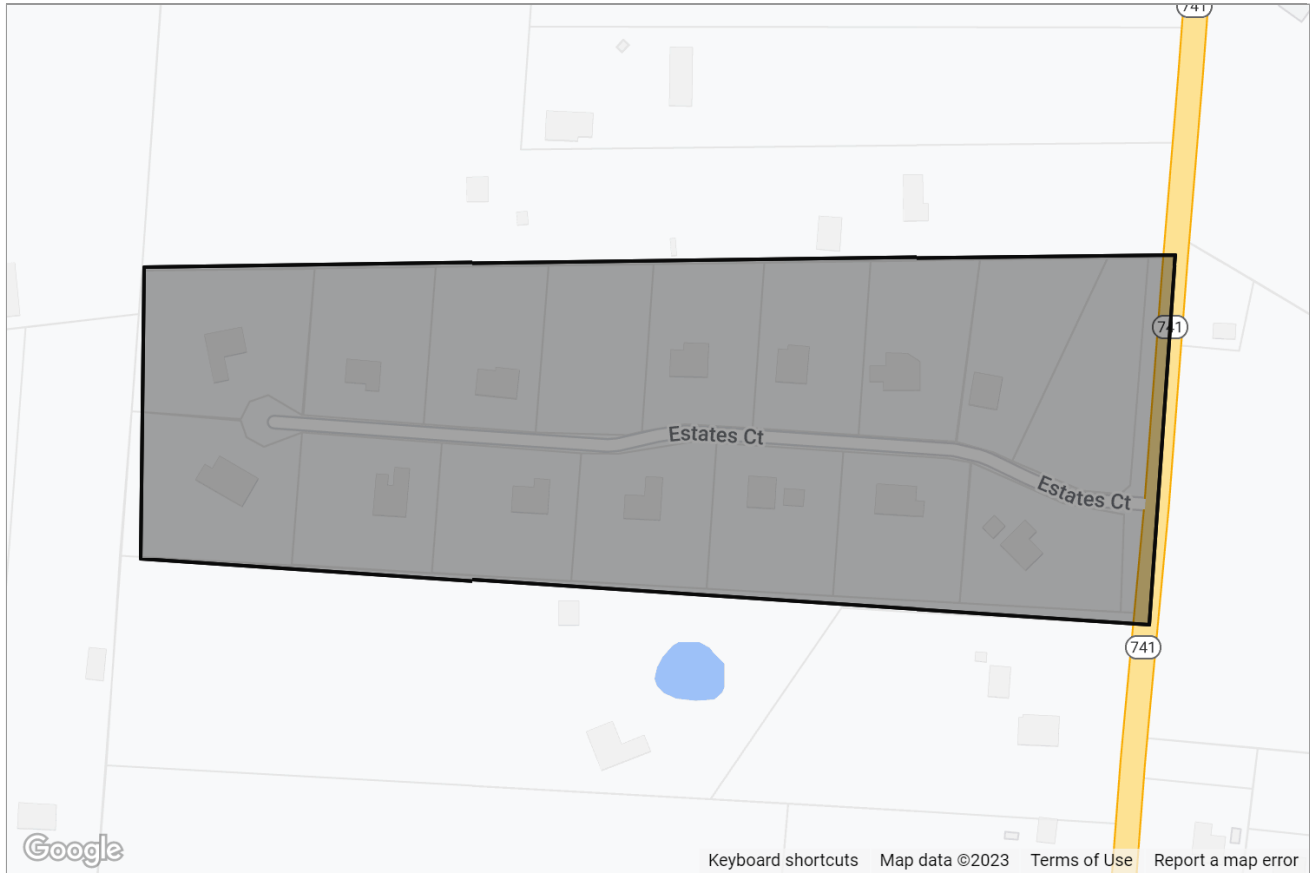 741
741
Estates Ct
Estates Ct
741
Google
Keyboard shortcuts Map data ©2023 Terms of Use Report a map error